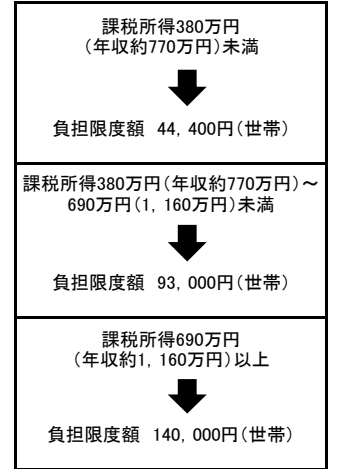 課税所得380万円
（年収約770万円）未満
負担限度額 44, 400円（世帯）
課税所得380万円（年収約770万円）～
690万円（1, 160万円）未満
負担限度額 93, 000円（世帯）
課税所得690万円
（年収約1, 160万円）以上
負担限度額 140, 000円（世帯）